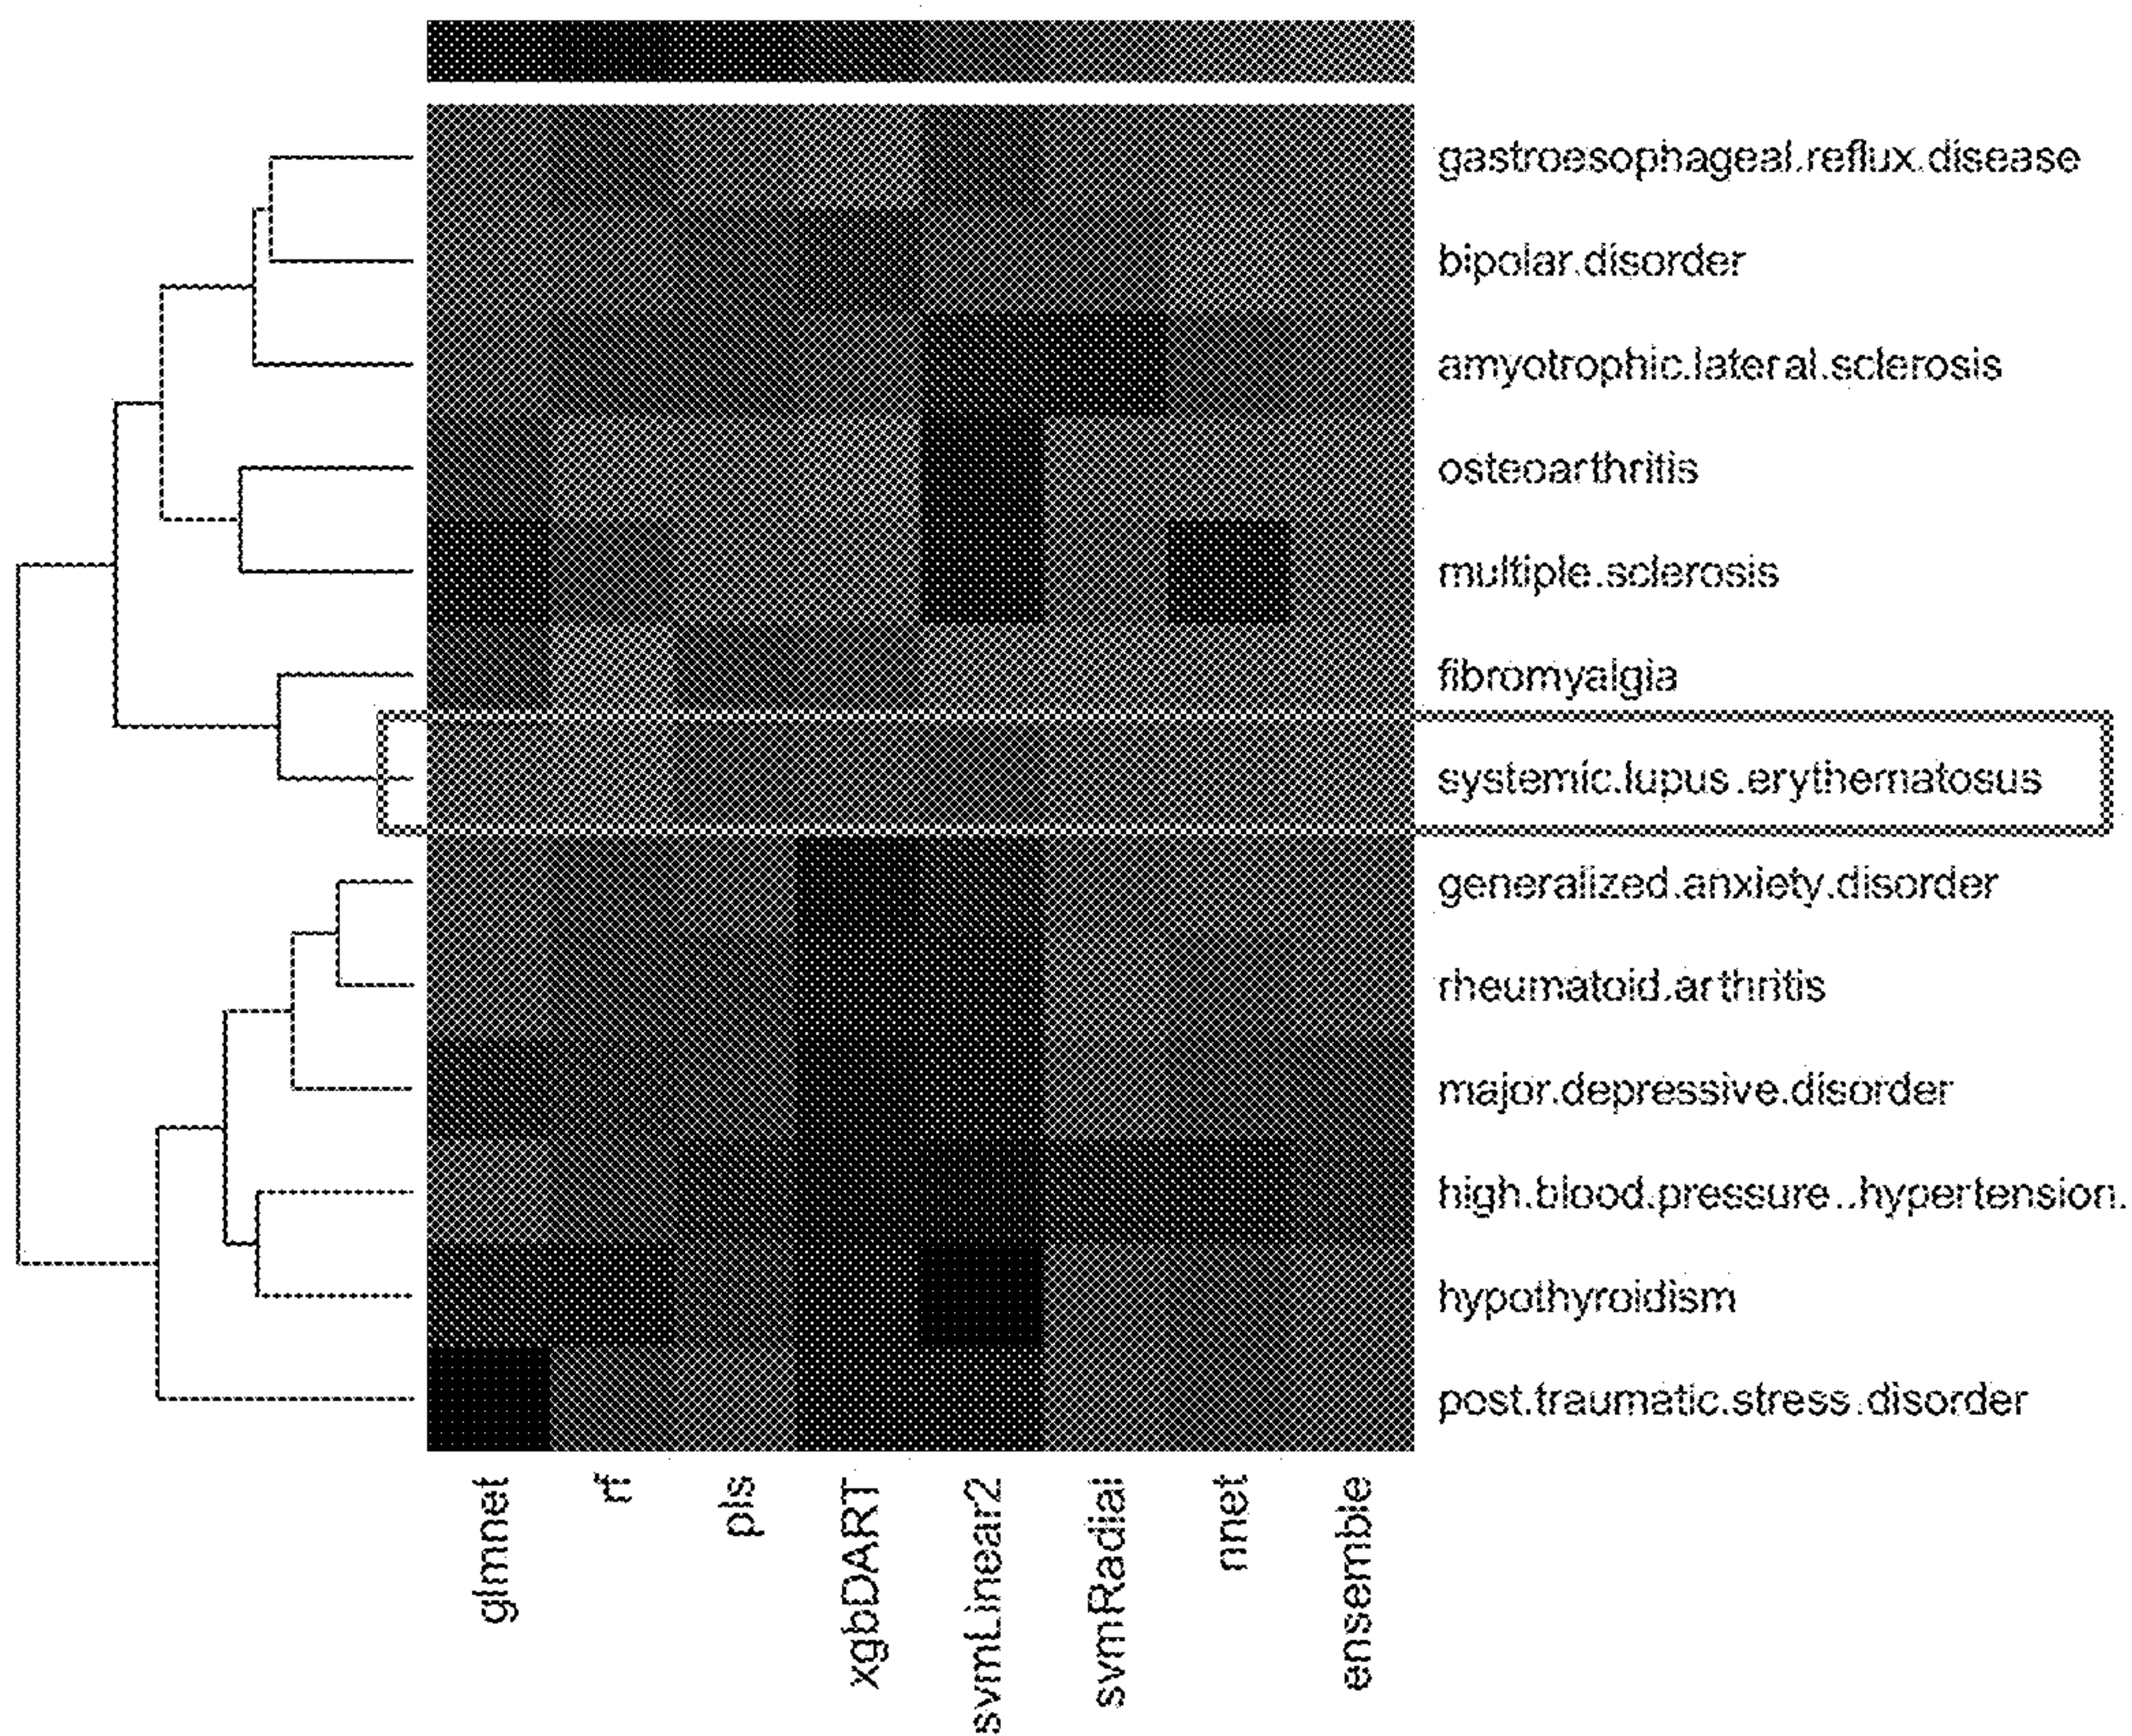 gastroesophageal.reflux.disease
bipolar.disorder
amyotrophic.lateral.sclerosis
osteoarthritis
multiple.sclerosis
fibromyalgia
systemic.lupus.erythematosus
generalized.anxiety.disorder
rheumatoid.arthritis
major.depressive.disorder
high.blood.pressure..hypertension.
hypothyroidism
post.traumatic.stress.disorder
glmnet
rf
pls
xgbDART
svmLinear2
svmRadial
nnet
ensemble